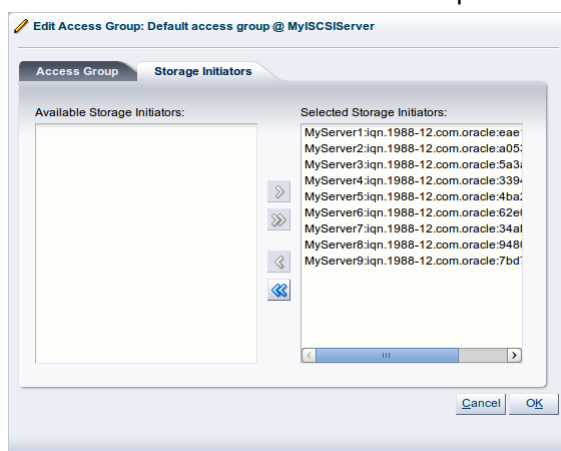 Edit Access Group: Default access group @ MyISCSIServer
Access Group
Storage Initiators
Available Storage Initiators:
Selected Storage Initiators:
MyServer1:iqn.1988-12.com.oracle:eae
MyServer2:iqn.1988-12.com.oracle:a053
MyServer3:iqn.1988-12.com.oracle:5a3
MyServer4:iqn.1988-12.com.oracle:339
MyServer5:iqn.1988-12.com.oracle:4ba
MyServer6:iqn.1988-12.com.oracle:62e
MyServer7:iqn.1988-12.com.oracle:34a
MyServer8:iqn.1988-12.com.oracle:948
MyServer9:iqn.1988-12.com.oracle:7bd
Cancel
OK